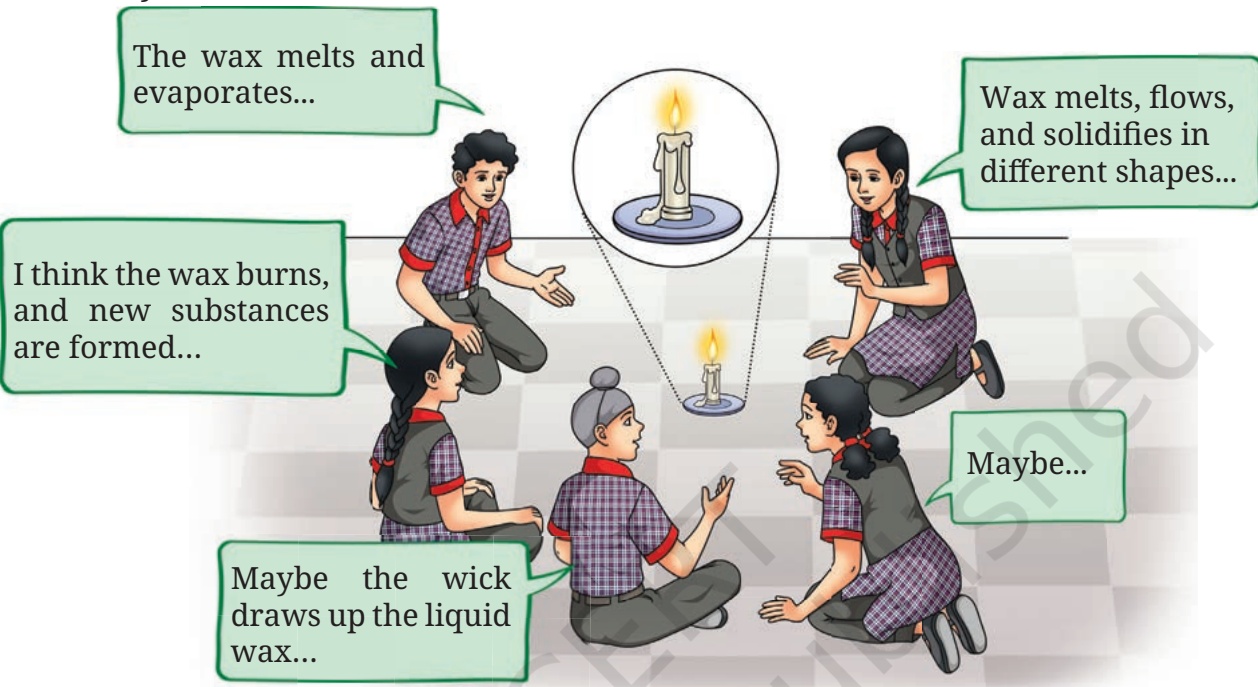 The wax melts and
evaporates...
Wax melts, flows,
and solidifies in
different shapes...
I think the wax burns,
and new substances
are formed...
Maybe...
Maybe the wick
draws up the liquid
wax...